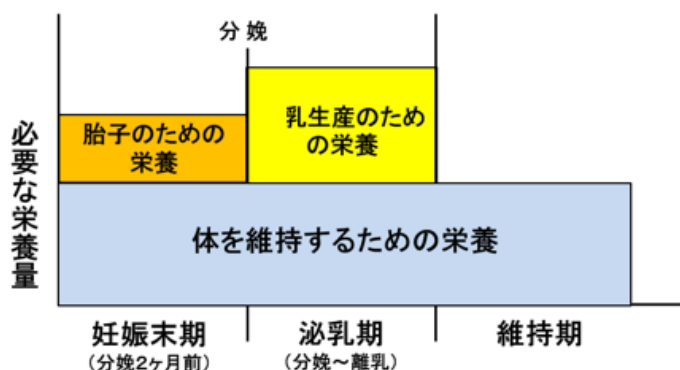 分娩
胎子のための
栄養
乳生産のため
の栄養
必要な栄養量
体を維持するための栄養
妊娠末期
(分娩2ヶ月前)
泌乳期
(分娩～離乳)
維持期